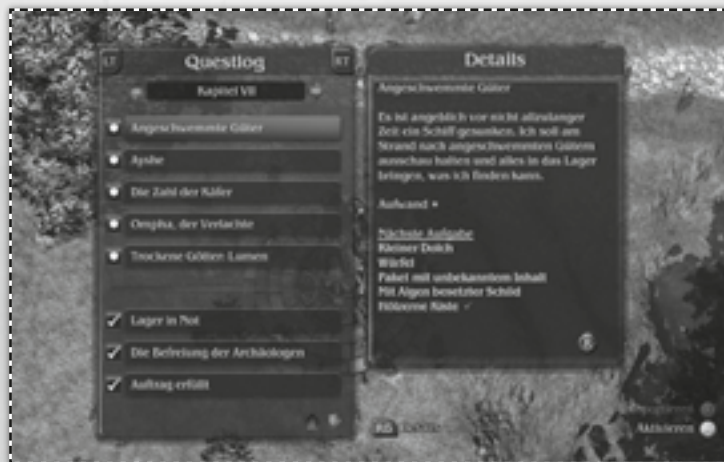 LT
Questlog
RT
Kapitel VII
Angeschwemmte Güter
Ayshe
Die Zahl der Käfer
Ompha, der Verlachte
Trockene Götter: Lumen
Lager in Not
Die Befreiung der Archäologen
Auftrag erfüllt
Details
Angeschwemmte Güter
Es ist angeblich vor nicht allzulanger
Zeit ein Schiff gesunken. Ich soll am
Strand nach angeschwemmten Gütern
ausschau halten und alles in das Lager
bringen, was ich finden kann.
Aufwand
Nächste Aufgabe
Kleiner Dolch
Würfel
Paket mit unbekanntem Inhalt
Mit Algen besetzter Schild
Hölzerne Kiste ✓
RB
Aktivieren